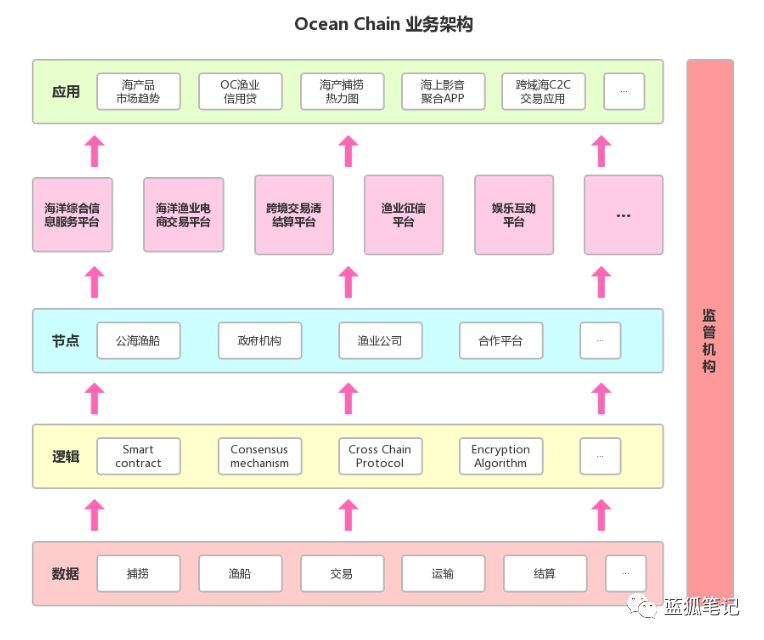 Ocean Chain 业务架构
应用
海产品
市场趋势
OC渔业
信用贷
海产捕捞
热力图
海上影音
聚合APP
跨域海C2C
交易应用
...
海洋综合信
息服务平台
海洋渔业电
商交易平台
跨境交易清
结算平台
渔业征信
平台
娱乐互动
平台
...
节点
公海渔船
政府机构
渔业公司
合作平台
...
逻辑
Smart
contract
Consensus
mechanism
Cross Chain
Protocol
Encryption
Algorithm
...
数据
捕捞
渔船
交易
运输
结算
...
监
管
机
构
蓝狐笔记